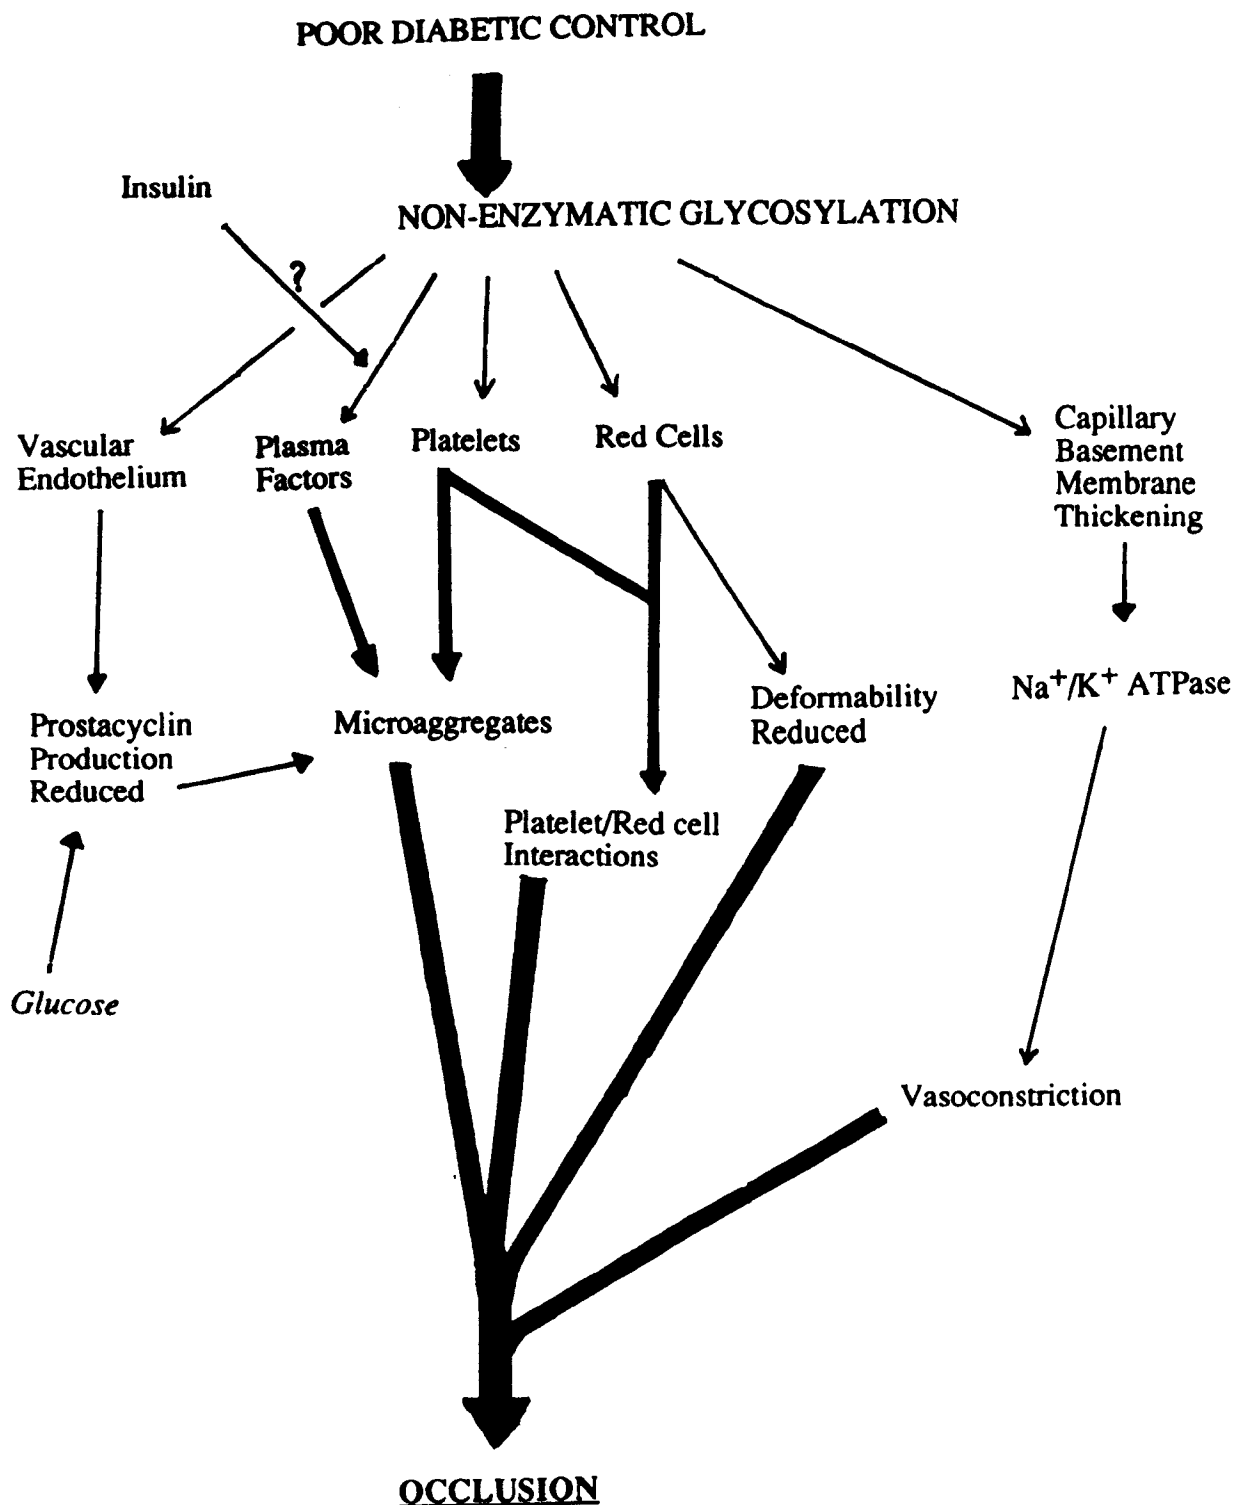 POOR DIABETIC CONTROL
Insulin
NON-ENZYMATIC GLYCOSYLATION
?
Vascular
Endothelium
Plasma
Factors
Platelets
Red Cells
Capillary
Basement
Membrane
Thickening
Prostacyclin
Production
Reduced
Microaggregates
Deformability
Reduced
Na⁺/K⁺ ATPase
Platelet/Red cell
Interactions
Glucose
Vasoconstriction
OCCLUSION